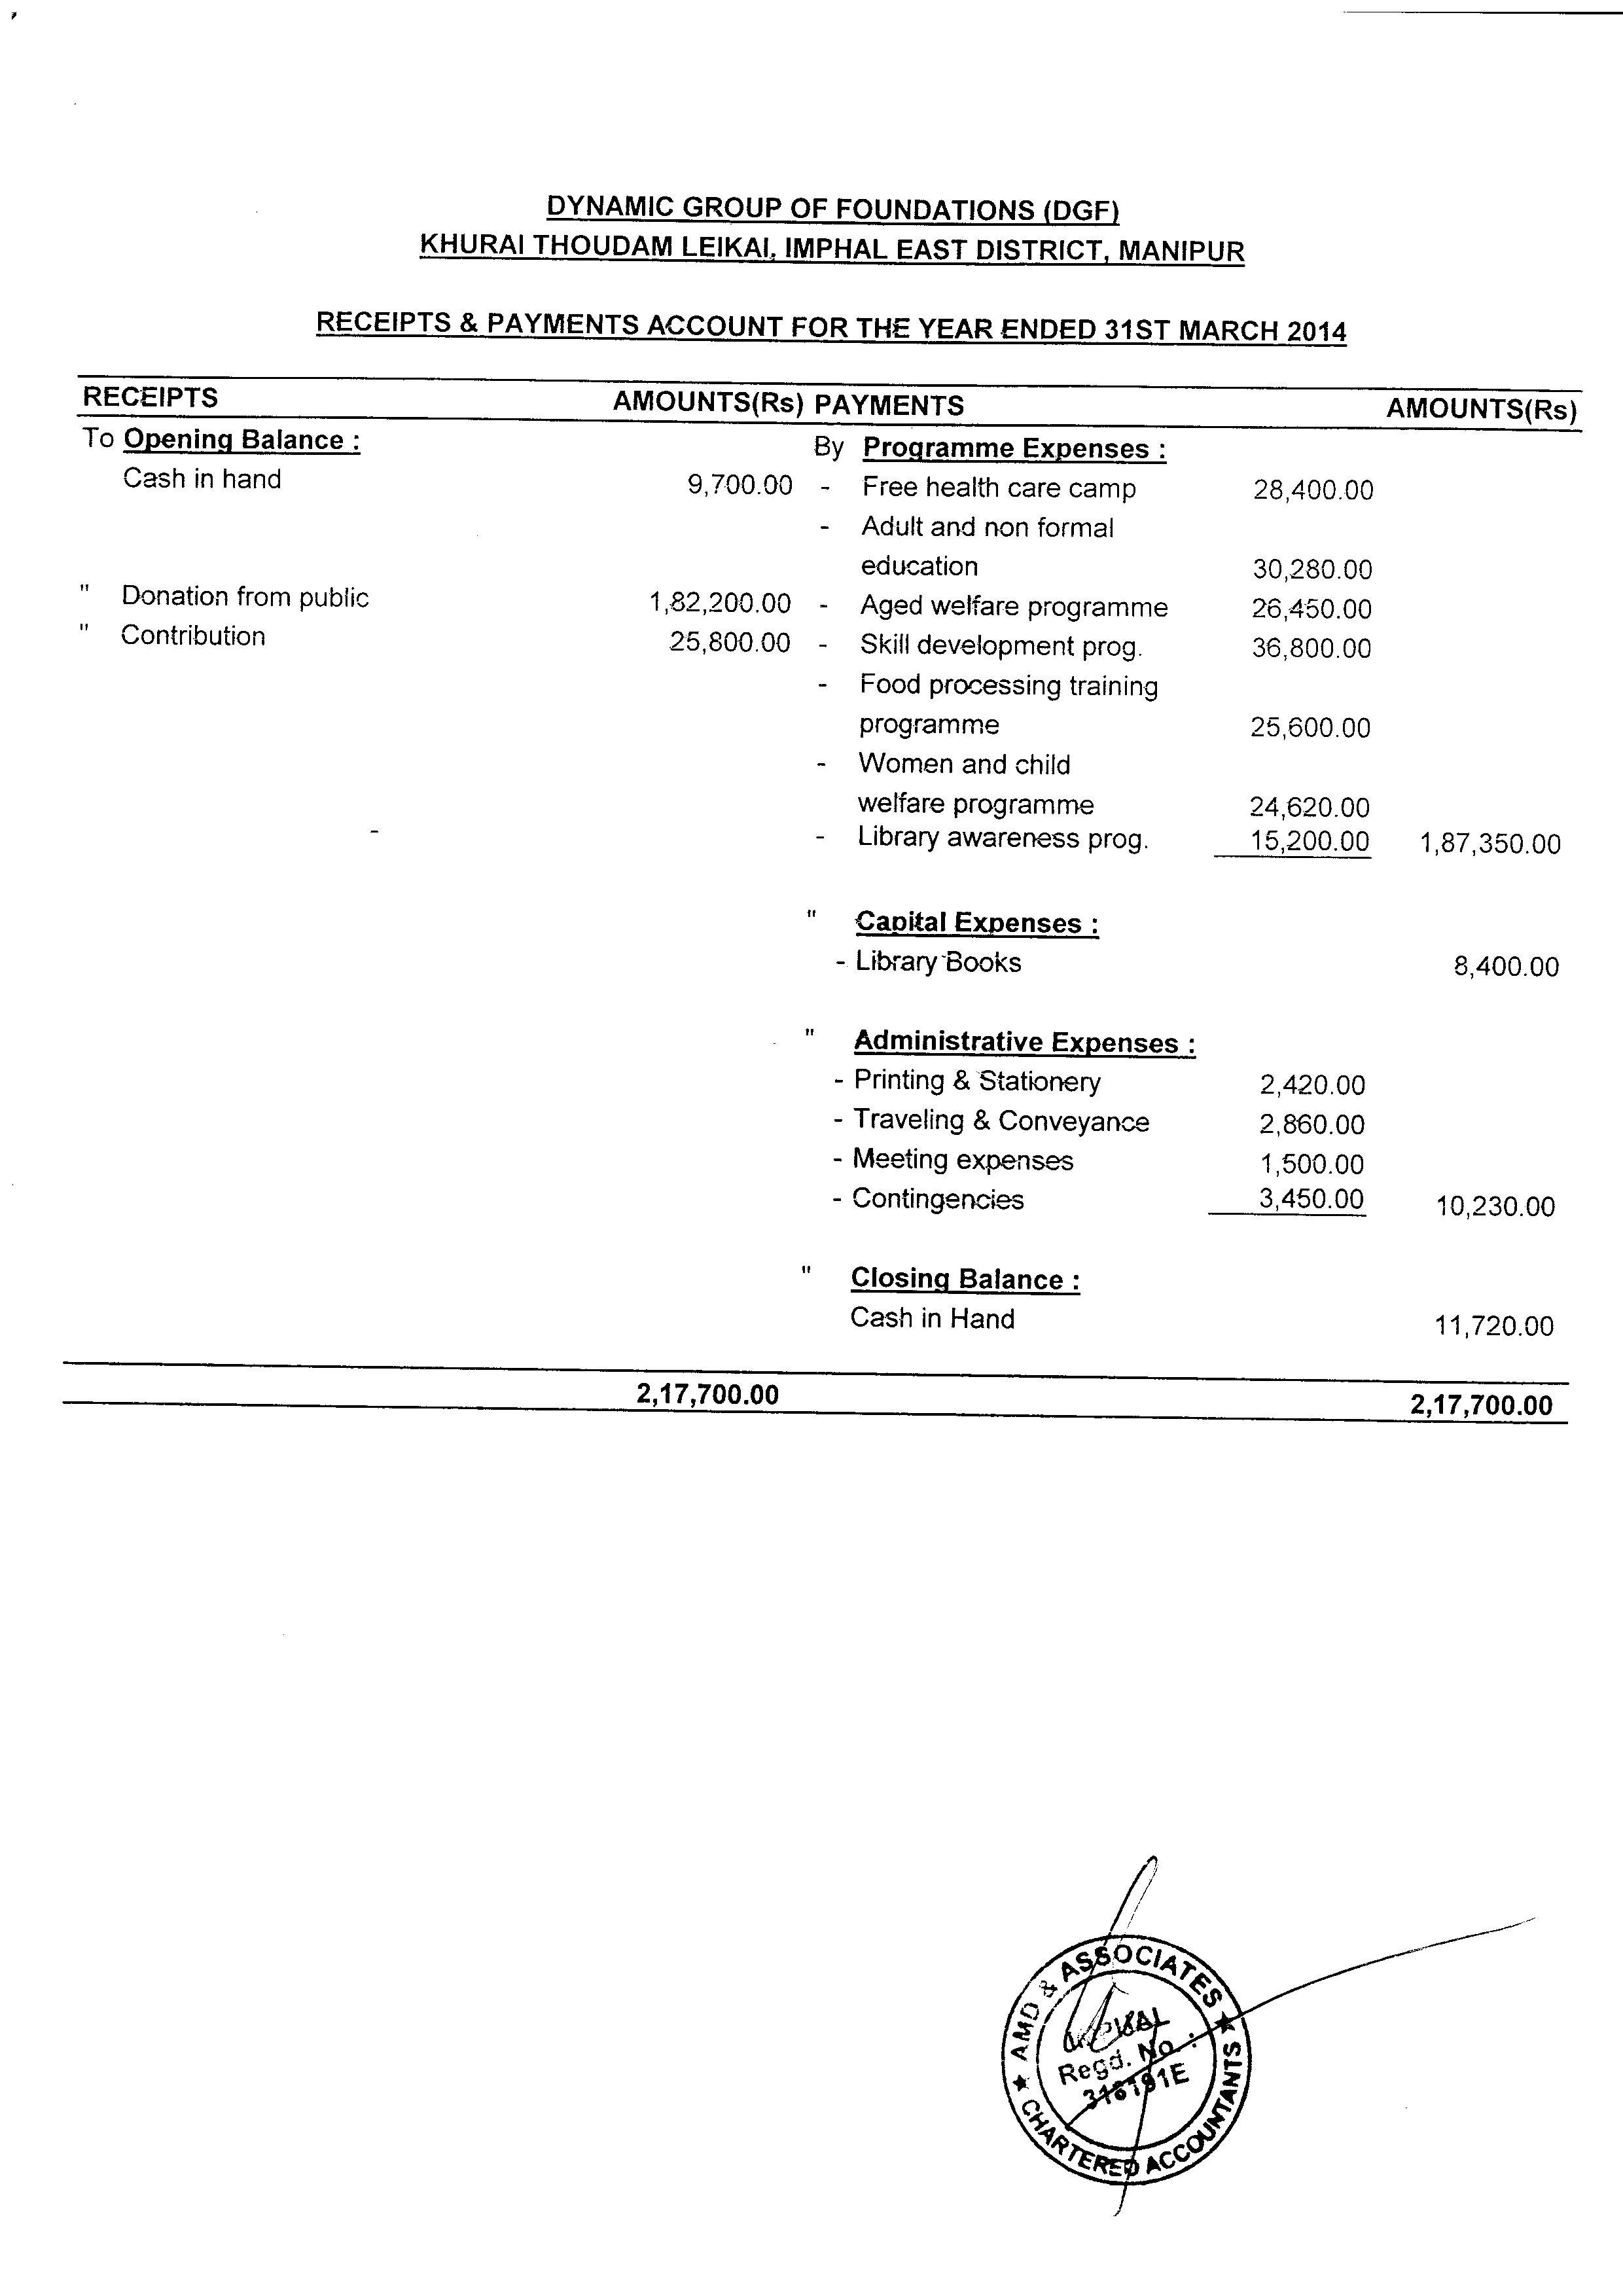 DYNAMIC GROUP OF FOUNDATIONS (DGF)
KHURAI THOUDAM LEIKAI, IMPHAL EAST DISTRICT, MANIPUR
RECEIPTS & PAYMENTS ACCOUNT FOR THE YEAR ENDED 31ST MARCH 2014
RECEIPTS AMOUNTS(Rs) PAYMENTS AMOUNTS(Rs)
To Opening Balance : By Programme Expenses :
Cash in hand 9,700.00 - Free health care camp 28,400.00
- Adult and non formal
education 30,280.00
" Donation from public 1,82,200.00 - Aged welfare programme 26,450.00
" Contribution 25,800.00 - Skill development prog. 36,800.00
- Food processing training
programme 25,600.00
- Women and child
welfare programme 24,620.00
- - Library awareness prog. 15,200.00 1,87,350.00
" Capital Expenses :
- Library Books 8,400.00
" Administrative Expenses :
- Printing & Stationery 2,420.00
- Traveling & Conveyance 2,860.00
- Meeting expenses 1,500.00
- Contingencies 3,450.00 10,230.00
" Closing Balance :
Cash in Hand 11,720.00
2,17,700.00 2,17,700.00
AMD & ASSOCIATES
Regd. No. :
CHARTERED ACCOUNTANTS